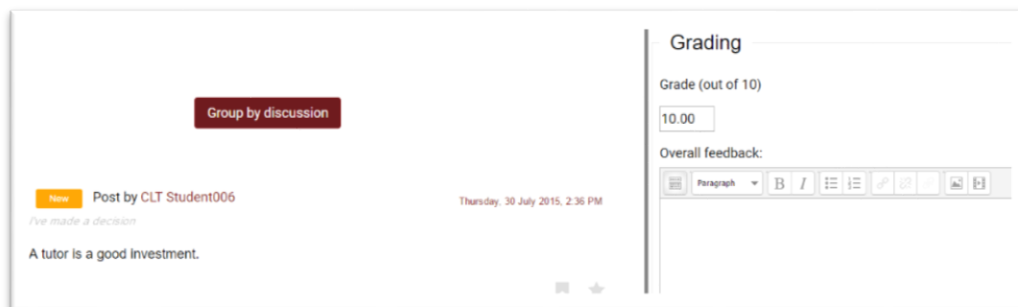 Grading
Grade (out of 10)
Group by discussion
10.00
Overall feedback:
Paragraph B I
New Post by CLT Student006
Thursday, 30 July 2015, 2:36 PM
I've made a decision
A tutor is a good investment.